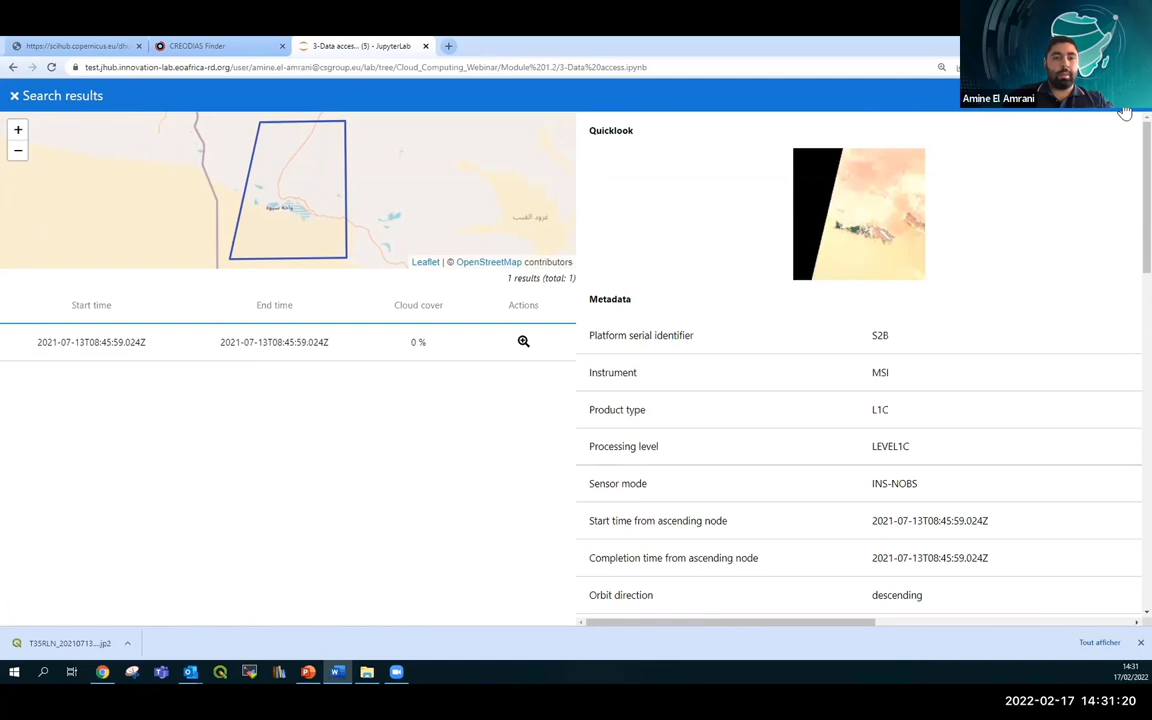 https://scihub.copernicus.eu/dhu
CREODIAS Finder
3-Data acces... (5) - JupyterLab
test.jhub.innovation-lab.eoafrica-rd.org/user/amine.el-amrani@csgroup.eu/lab/tree/Cloud_Computing_Webinar/Module%201.2/3-Data%20access.ipynb
Amine El Amrani
Search results
+
−
واحة سيوة
غرود القسب
Leaflet | © OpenStreetMap contributors
1 results (total: 1)
Start time End time Cloud cover Actions
2021-07-13T08:45:59.024Z 2021-07-13T08:45:59.024Z 0 %
Quicklook
Metadata
Platform serial identifier S2B
Instrument MSI
Product type L1C
Processing level LEVEL1C
Sensor mode INS-NOBS
Start time from ascending node 2021-07-13T08:45:59.024Z
Completion time from ascending node 2021-07-13T08:45:59.024Z
Orbit direction descending
T35RLN_20210713....jp2
Tout afficher
14:31
17/02/2022
2022-02-17 14:31:20